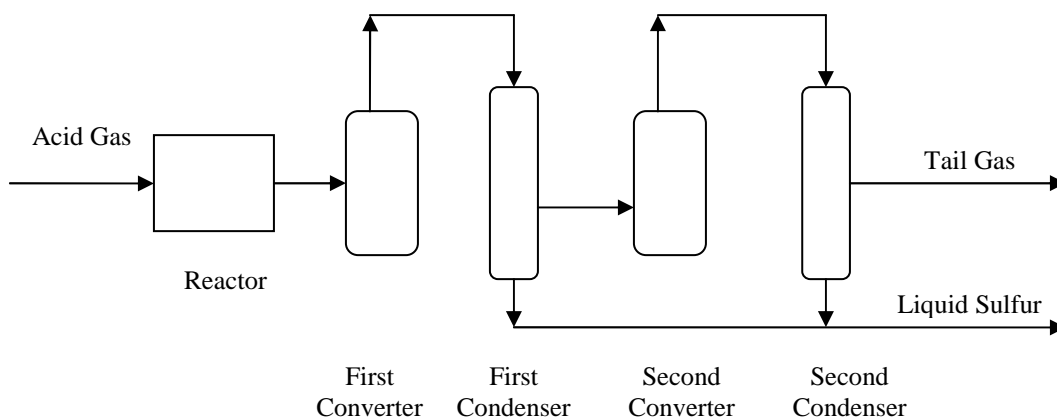 Acid Gas
Tail Gas
Reactor
Liquid Sulfur
First
Converter
First
Condenser
Second
Converter
Second
Condenser